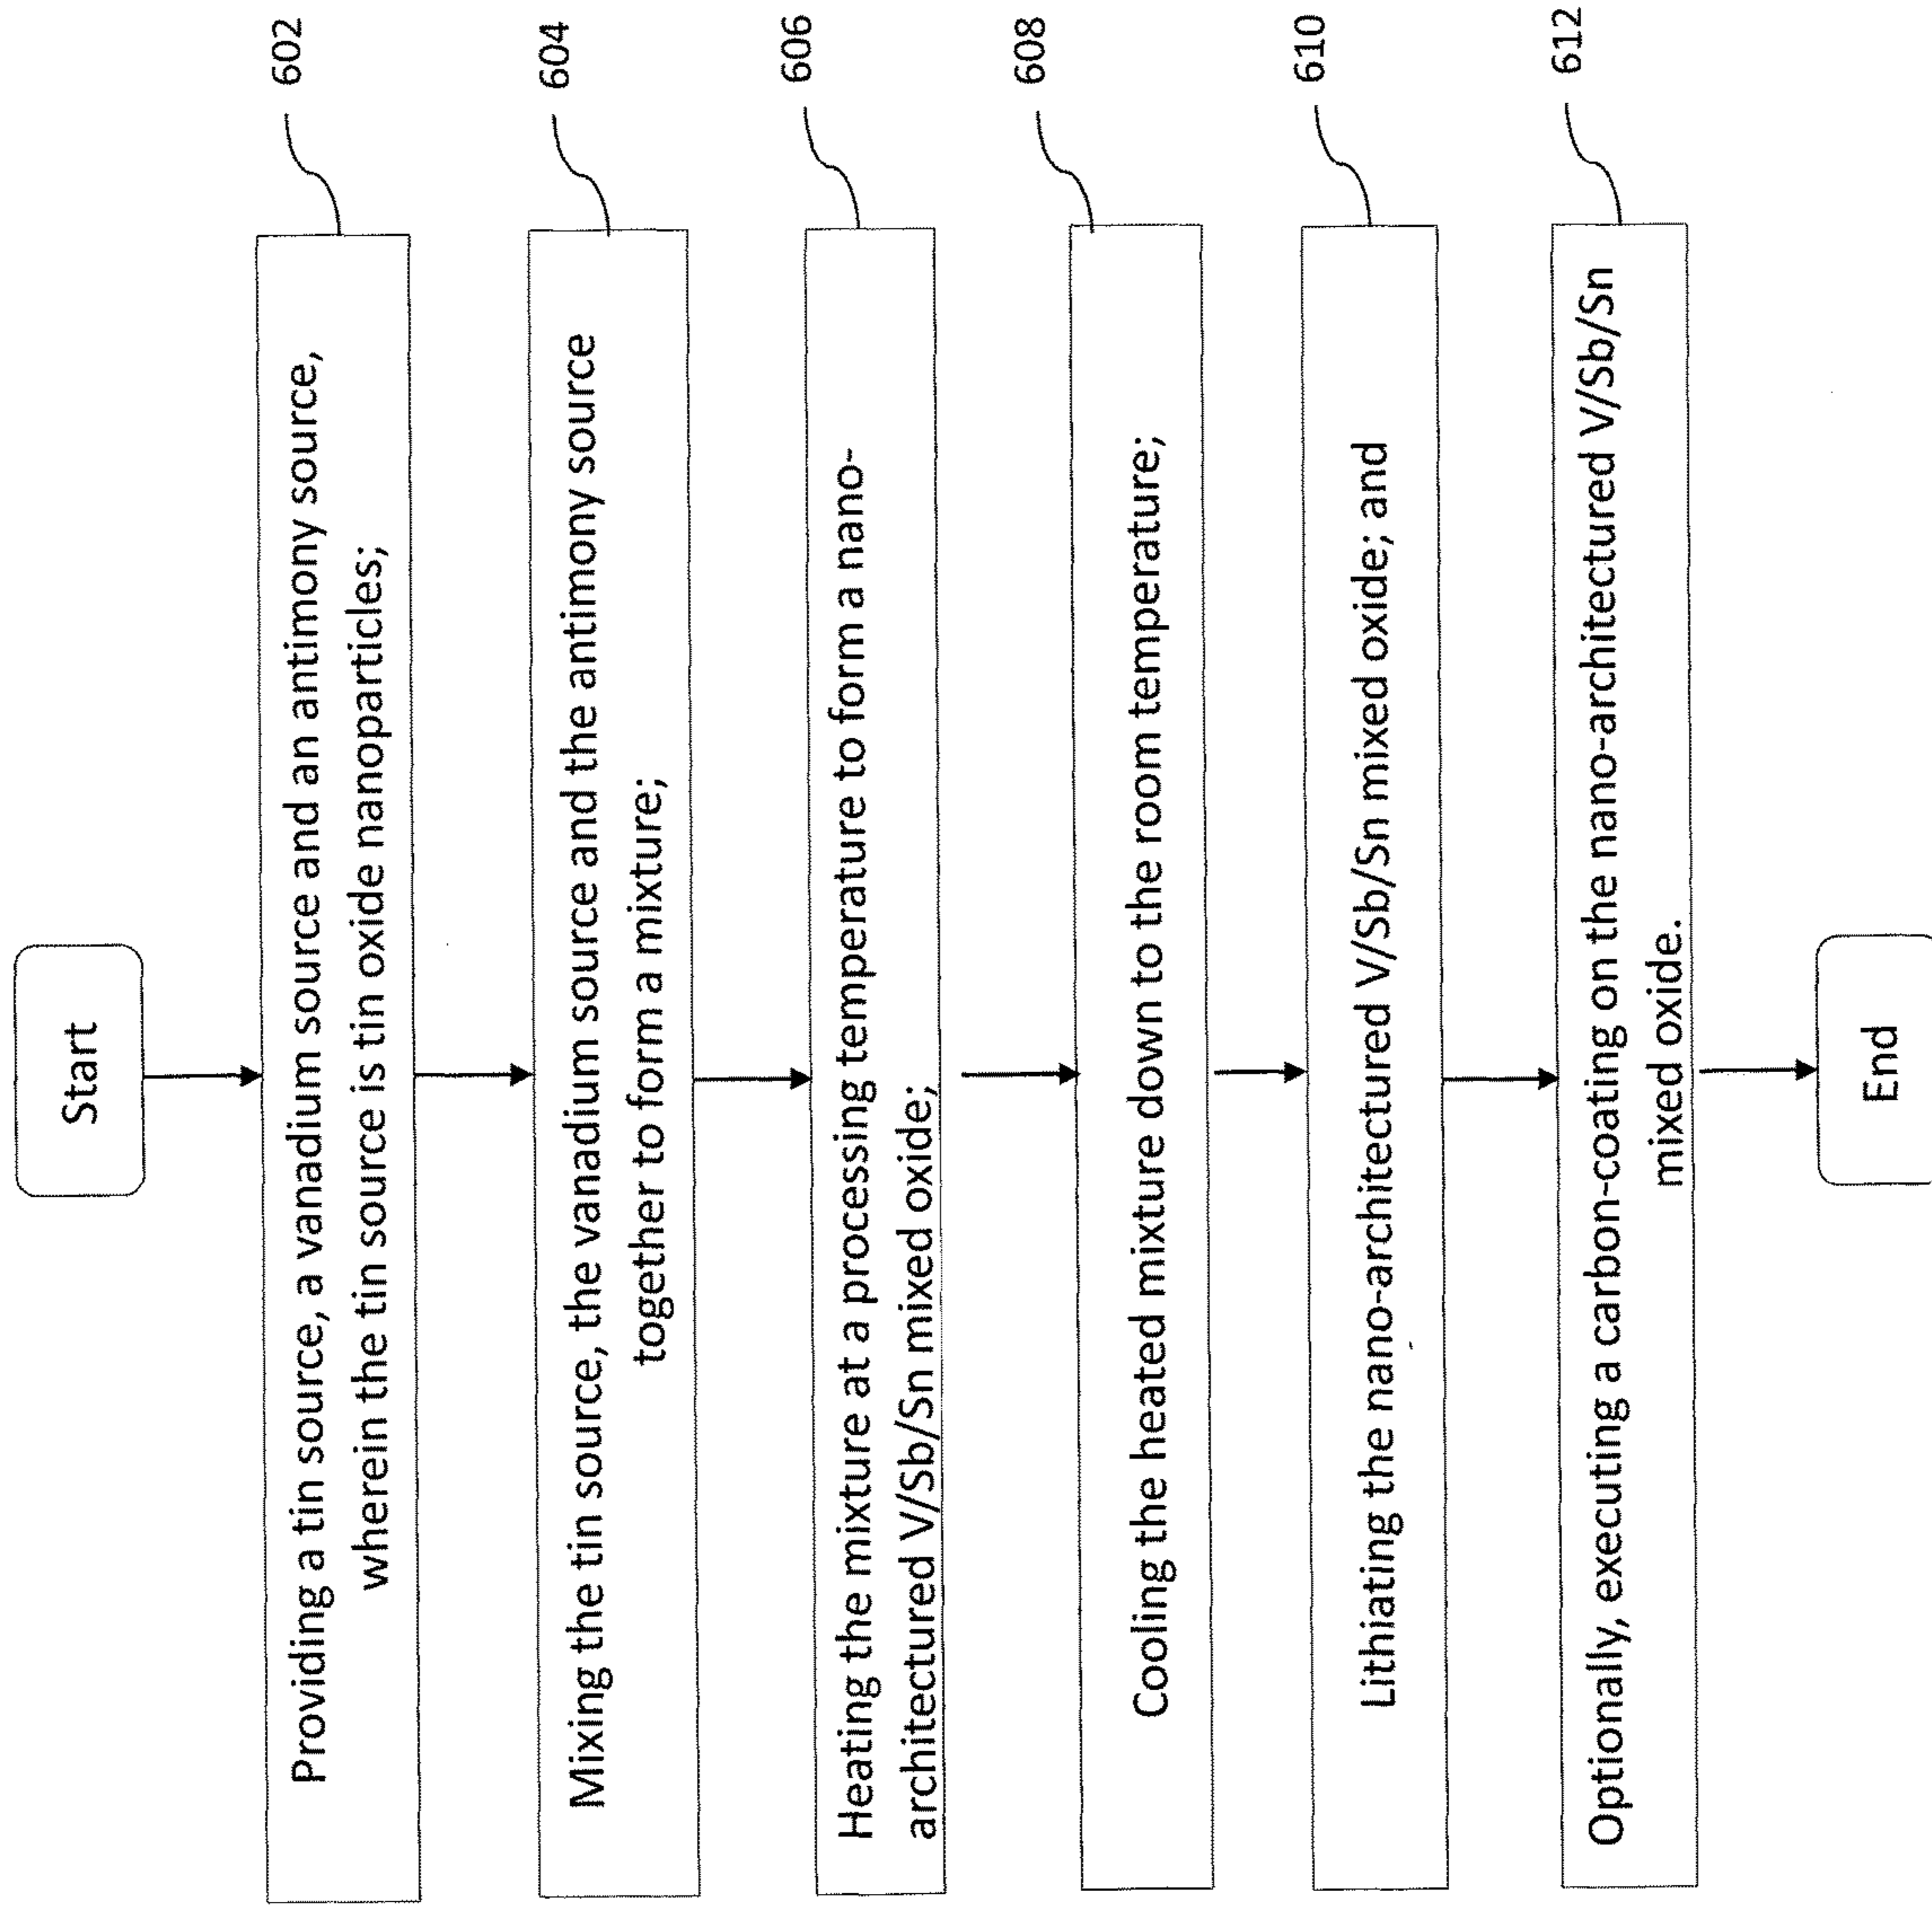 Start
Providing a tin source, a vanadium source and an antimony source,
wherein the tin source is tin oxide nanoparticles;
602
Mixing the tin source, the vanadium source and the antimony source
together to form a mixture;
604
Heating the mixture at a processing temperature to form a nano-
architectured V/Sb/Sn mixed oxide;
606
Cooling the heated mixture down to the room temperature;
608
Lithiating the nano-architectured V/Sb/Sn mixed oxide; and
610
Optionally, executing a carbon-coating on the nano-architectured V/Sb/Sn
mixed oxide.
612
End